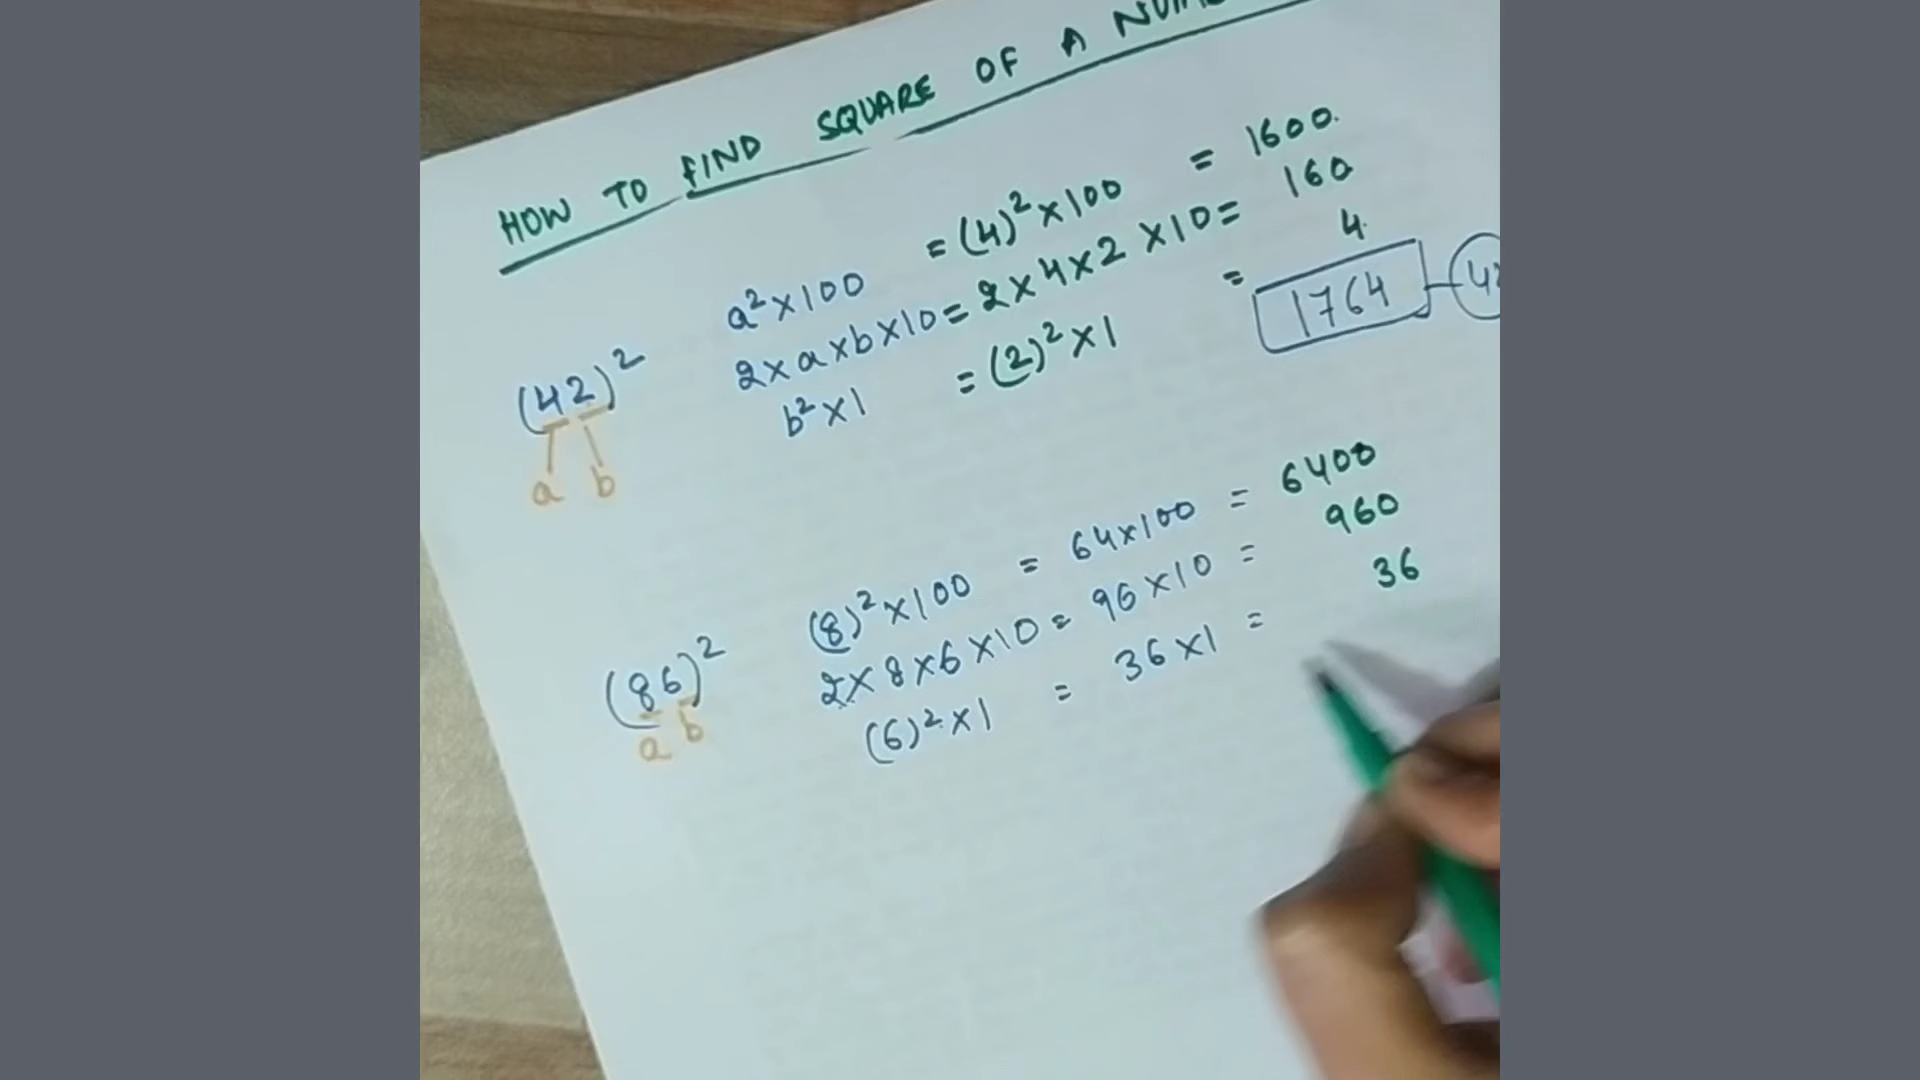 HOW TO FIND SQUARE OF A
(42)² a²×100 = (4)²×100 = 1600.
2×a×b×10 = 2×4×2×10 = 160
b²×1 = (2)²×1 = 4
1764
a b
(86)² (8)²×100 = 64×100 = 6400
2×8×6×10 = 96×10 = 960
(6)²×1 = 36×1 = 36
a b